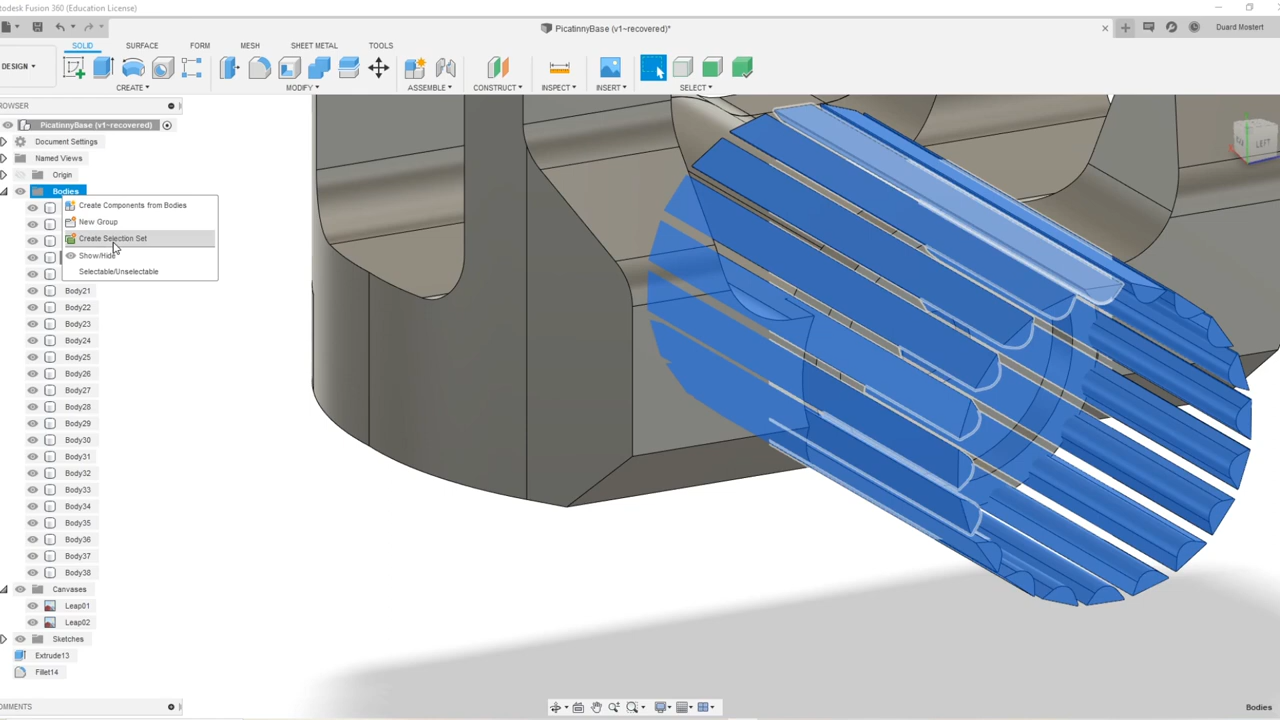 Autodesk Fusion 360 (Education License)
PicatinnyBase (v1~recovered)*
Duard Mostert
SOLID SURFACE FORM MESH SHEET METAL TOOLS
DESIGN
CREATE MODIFY ASSEMBLE CONSTRUCT INSPECT INSERT SELECT
BROWSER
PicatinnyBase (v1~recovered)
LEFT
Document Settings
Named Views
Origin
Bodies
Create Components from Bodies
New Group
Create Selection Set
Show/Hide
Selectable/Unselectable
Body21
Body22
Body23
Body24
Body25
Body26
Body27
Body28
Body29
Body30
Body31
Body32
Body33
Body34
Body35
Body36
Body37
Body38
Canvases
Leap01
Leap02
Sketches
Extrude13
Fillet14
COMMENTS
Bodies